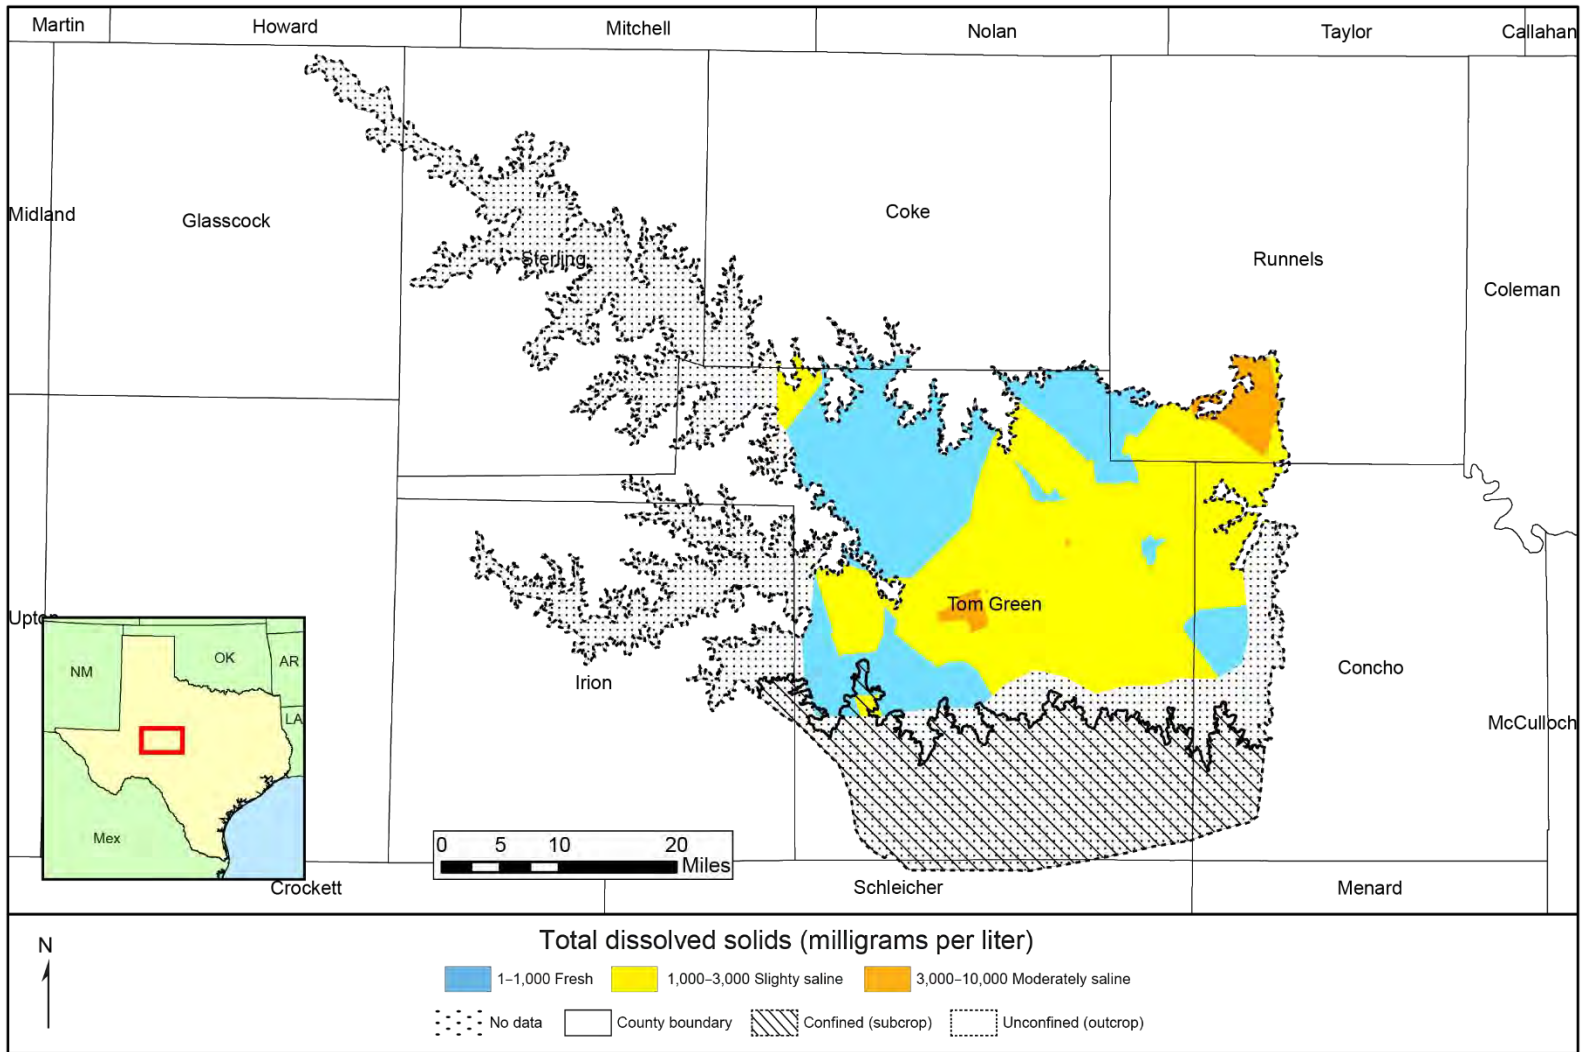 Martin
Howard
Mitchell
Nolan
Taylor
Callahan
Midland
Glasscock
Sterling
Coke
Runnels
Coleman
Upton
Irion
Tom Green
Concho
McCulloch
NM
OK
AR
LA
Mex
0 5 10 20
Miles
Crockett
Schleicher
Menard
N
Total dissolved solids (milligrams per liter)
1–1,000 Fresh
1,000–3,000 Slighty saline
3,000–10,000 Moderately saline
No data
County boundary
Confined (subcrop)
Unconfined (outcrop)